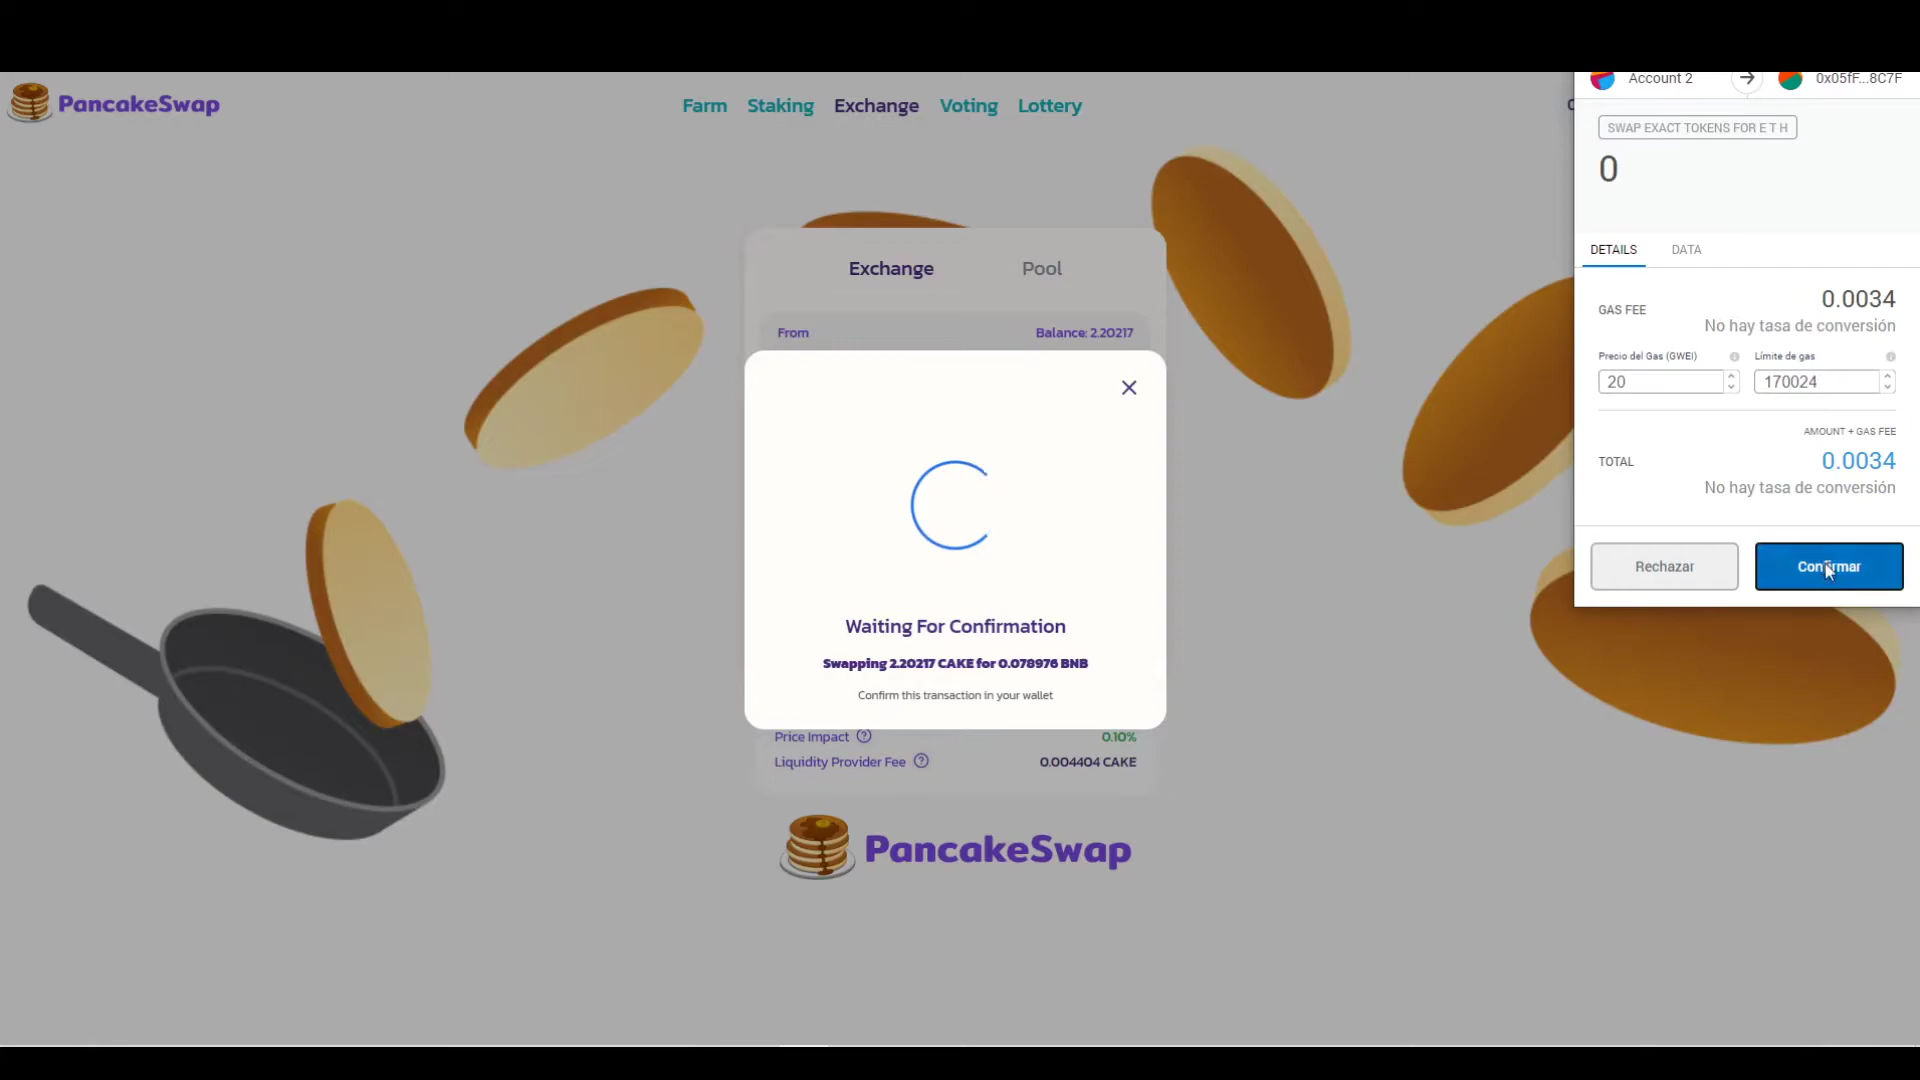 PancakeSwap
Farm Staking Exchange Voting Lottery
Account 2
0x05fF...8C7F
SWAP EXACT TOKENS FOR E T H
0
DETAILS DATA
GAS FEE
0.0034
No hay tasa de conversión
Precio del Gas (GWEI)
Límite de gas
20
170024
AMOUNT + GAS FEE
TOTAL
0.0034
No hay tasa de conversión
Rechazar
Confirmar
Exchange Pool
From
Balance: 2.20217
Waiting For Confirmation
Swapping 2.20217 CAKE for 0.078976 BNB
Confirm this transaction in your wallet
Price Impact
0.10%
Liquidity Provider Fee
0.004404 CAKE
PancakeSwap